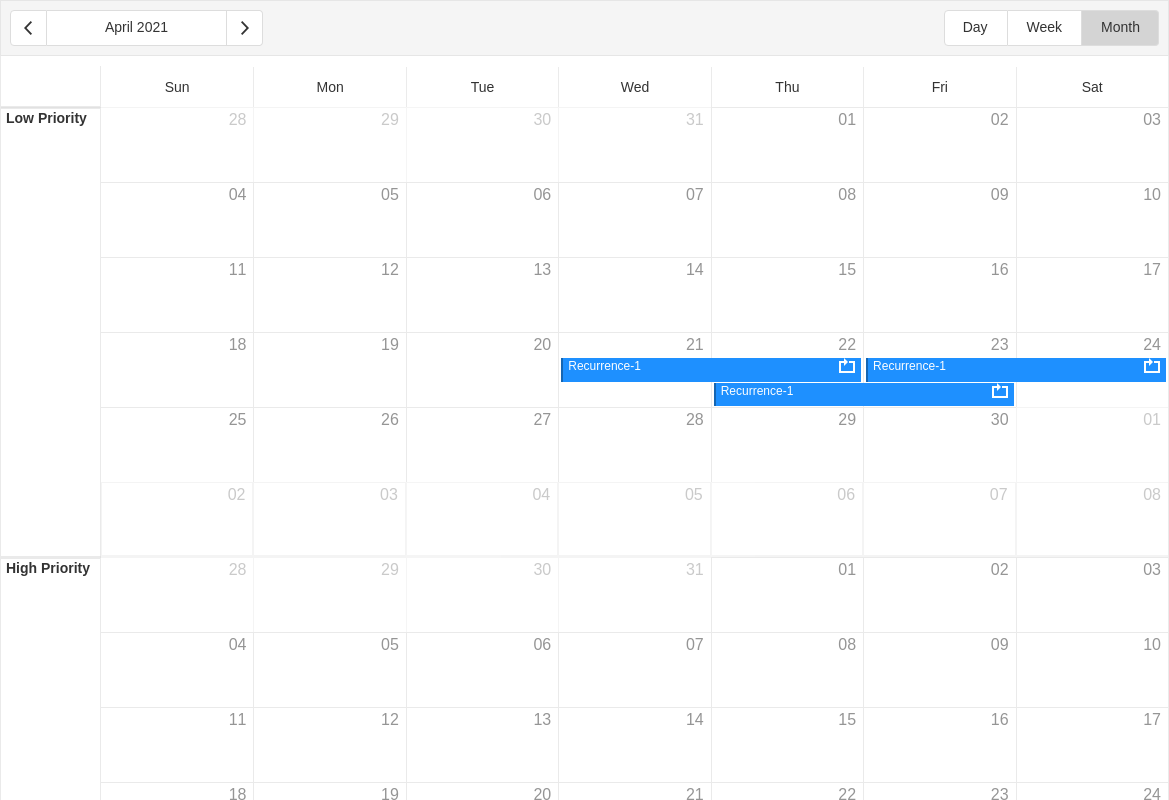 April 2021
Day Week Month
Sun Mon Tue Wed Thu Fri Sat
Low Priority
28 29 30 31 01 02 03
04 05 06 07 08 09 10
11 12 13 14 15 16 17
18 19 20 21 22 23 24
Recurrence-1 Recurrence-1
Recurrence-1
25 26 27 28 29 30 01
02 03 04 05 06 07 08
High Priority
28 29 30 31 01 02 03
04 05 06 07 08 09 10
11 12 13 14 15 16 17
18 19 20 21 22 23 24